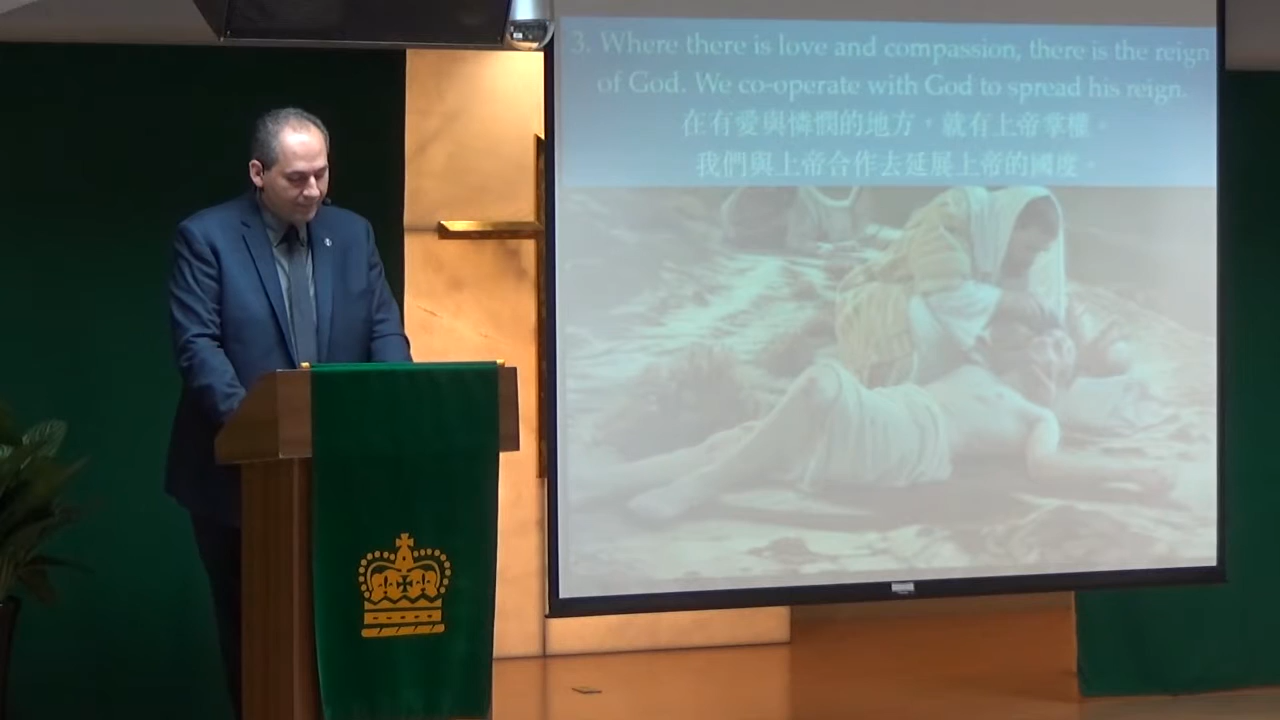 3. Where there is love and compassion, there is the reign
of God. We co-operate with God to spread his reign.
在有愛與憐憫的地方，就有上帝掌權。
我們與上帝合作去延展上帝的國度。